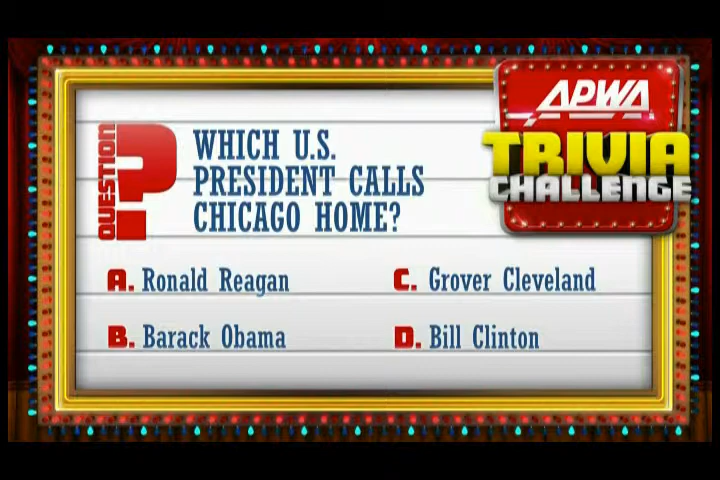 APWA
TRIVIA
CHALLENGE
QUESTION
?
WHICH U.S.
PRESIDENT CALLS
CHICAGO HOME?
A. Ronald Reagan
C. Grover Cleveland
B. Barack Obama
D. Bill Clinton